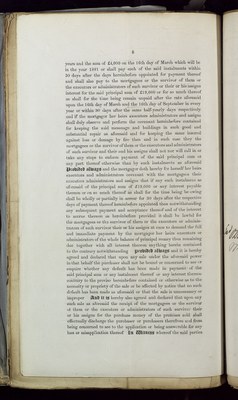 6
years and the sum of £4,000 on the 10th day of March which will be
in the year 1907 or shall pay each of the said instalments within
30 days after the days hereinbefore appointed for payment thereof
and shall also pay to the mortgagees or the survivor of them or
the executors or administrators of such survivor or their or his assigns
interest for the said principal sum of £10,000 or for so much thereof
as shall for the time being remain unpaid after the rate aforesaid
upon the 10th day of March and the 10th day of September in every
year or within 30 days after the same half-yearly days respectively
and if the mortgagor her heirs executors administrators and assigns
shall duly observe and perform the covenant hereinbefore contained
for keeping the said messuage and buildings in such good and
substantial repair as aforesaid and for keeping the same insured
against loss or damage by fire then and in such case the
mortgagees or the survivor of them or the executors and administrators
of such survivor and their and his assigns shall not nor will sell in or
take any steps to enforce payment of the said principal sum or
any part thereof otherwise than by such instalments as aforesaid
Provided always and the mortgagor doth hereby for herself her heirs
executors and administrators covenant with the mortgagees their
executors administrators and assigns that if any such instalment as
aforesaid of the principal sum of £10,000 or any interest payable
thereon or on so much thereof as shall for the time being be owing
shall be wholly or partially in arrear for 30 days after the respective
days of payment thereof hereinbefore appointed then notwithstanding
any subsequent payment and acceptance thereof and of the interest
to accrue thereon as hereinbefore provided it shall be lawful for
the mortgagees or the survivor of them or the executors or adminis-
trators of such survivor their or his assigns at once to demand the full
and immediate payment by the mortgagor her heirs executors or
administrators of the whole balance of principal money then remaining
due together with all interest thereon anything herein contained
to the contrary notwithstanding provided always and it is hereby
agreed and declared that upon any sale under the aforesaid power
in that behalf the purchaser shall not be bound or concerned to see or
enquire whether any default has been made in payment of the
said principal sum or any instalment thereof or any interest thereon
contrary to the proviso hereinbefore contained or otherwise as to the
necessity or propriety of the sale or be affected by notice that no such
default has been made as aforesaid or that the sale is unnecessary or
improper And it is hereby also agreed and declared that upon any
such sale as aforesaid the receipt of the mortgagees or the survivor
of them or the executors or administrators of such survivor their
or his assigns for the purchase money of the premises sold shall
effectually discharge the purchaser or purchasers therefrom and from
being concerned to see to the application or being answerable for any
loss or misapplication thereof In Witness whereof the said parties